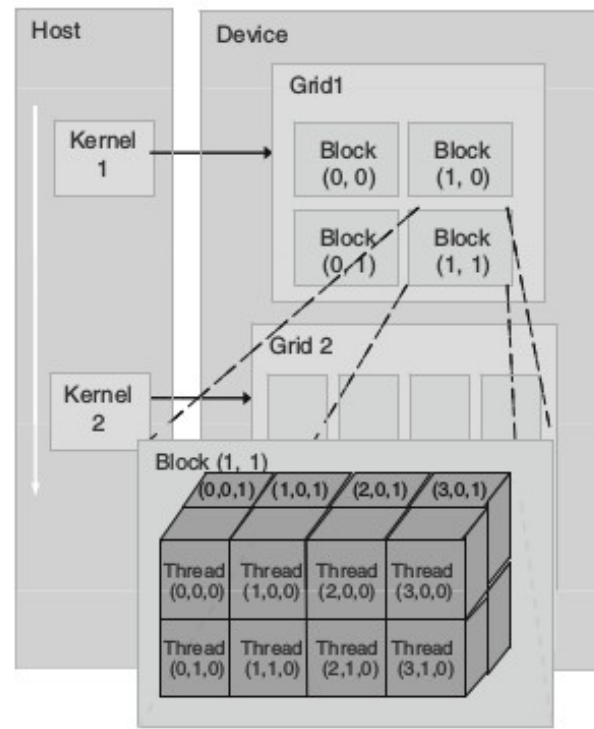 Host
Device
Grid1
Kernel
1
Block
(0, 0)
Block
(1, 0)
Block
(0, 1)
Block
(1, 1)
Grid 2
Kernel
2
Block (1, 1)
(0,0,1)
(1,0,1)
(2,0,1)
(3,0,1)
Thread
(0,0,0)
Thread
(1,0,0)
Thread
(2,0,0)
Thread
(3,0,0)
Thread
(0,1,0)
Thread
(1,1,0)
Thread
(2,1,0)
Thread
(3,1,0)